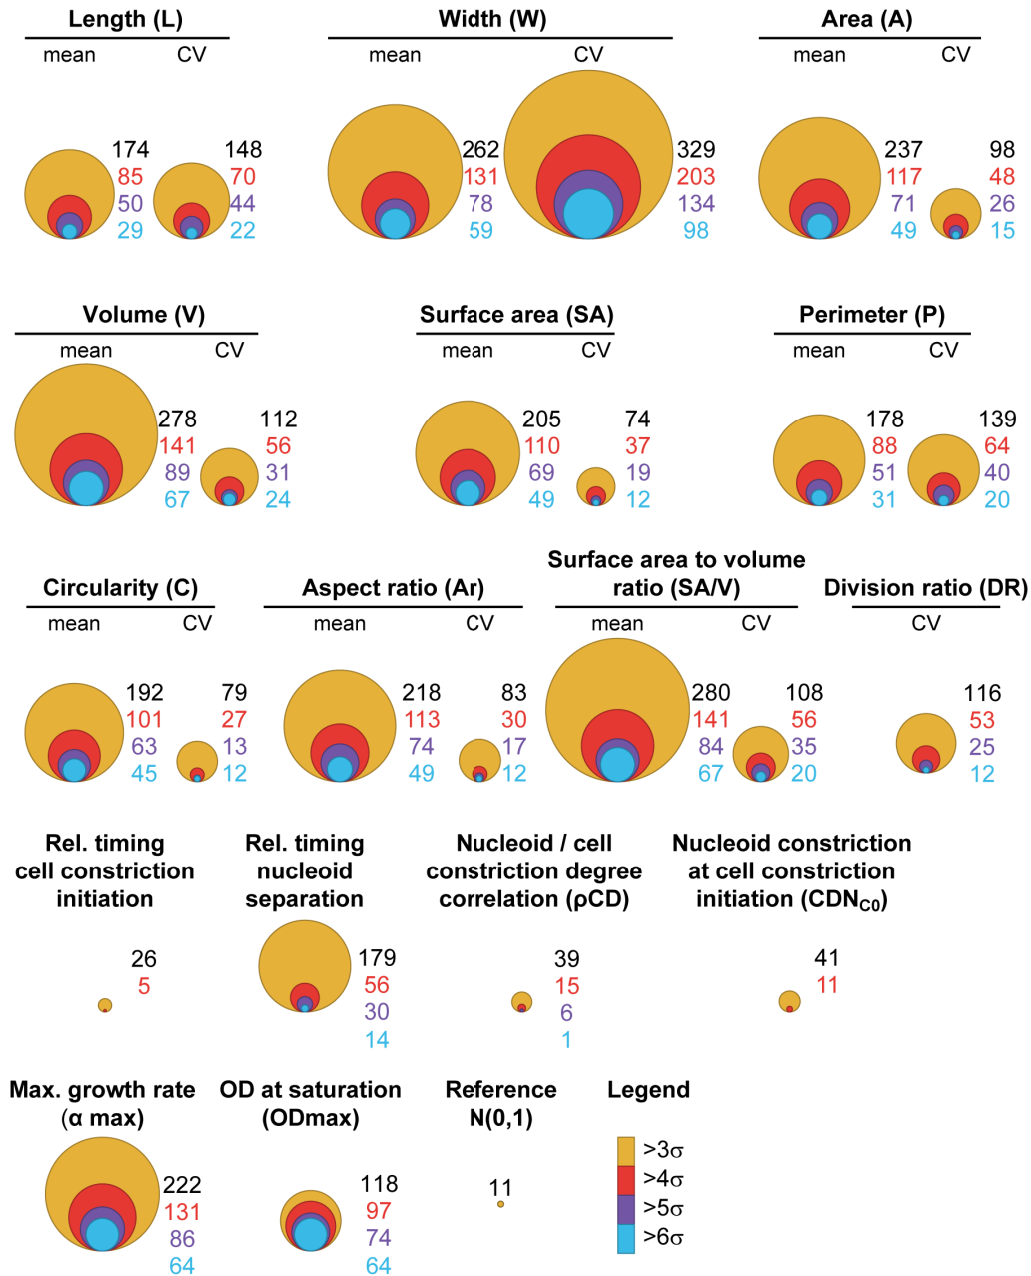 Length (L) Width (W) Area (A)
mean CV mean CV mean CV
174 148 262 329 237 98
85 70 131 203 117 48
50 44 78 134 71 26
29 22 59 98 49 15
Volume (V) Surface area (SA) Perimeter (P)
mean CV mean CV mean CV
278 112 205 74 178 139
141 56 110 37 88 64
89 31 69 19 51 40
67 24 49 12 31 20
Surface area to volume
Circularity (C) Aspect ratio (Ar) ratio (SA/V) Division ratio (DR)
mean CV mean CV mean CV CV
192 79 218 83 280 108 116
101 27 113 30 141 56 53
63 13 74 17 84 35 25
45 12 49 12 67 20 12
Rel. timing Rel. timing Nucleoid / cell Nucleoid constriction
cell constriction nucleoid constriction degree at cell constriction
initiation separation correlation (ρCD) initiation (CDNC0)
26 179 39 41
5 56 15 11
30 6
14 1
Max. growth rate OD at saturation Reference Legend
(α max) (ODmax) N(0,1)
222 118 11 >3σ
131 97 >4σ
86 74 >5σ
64 64 >6σ